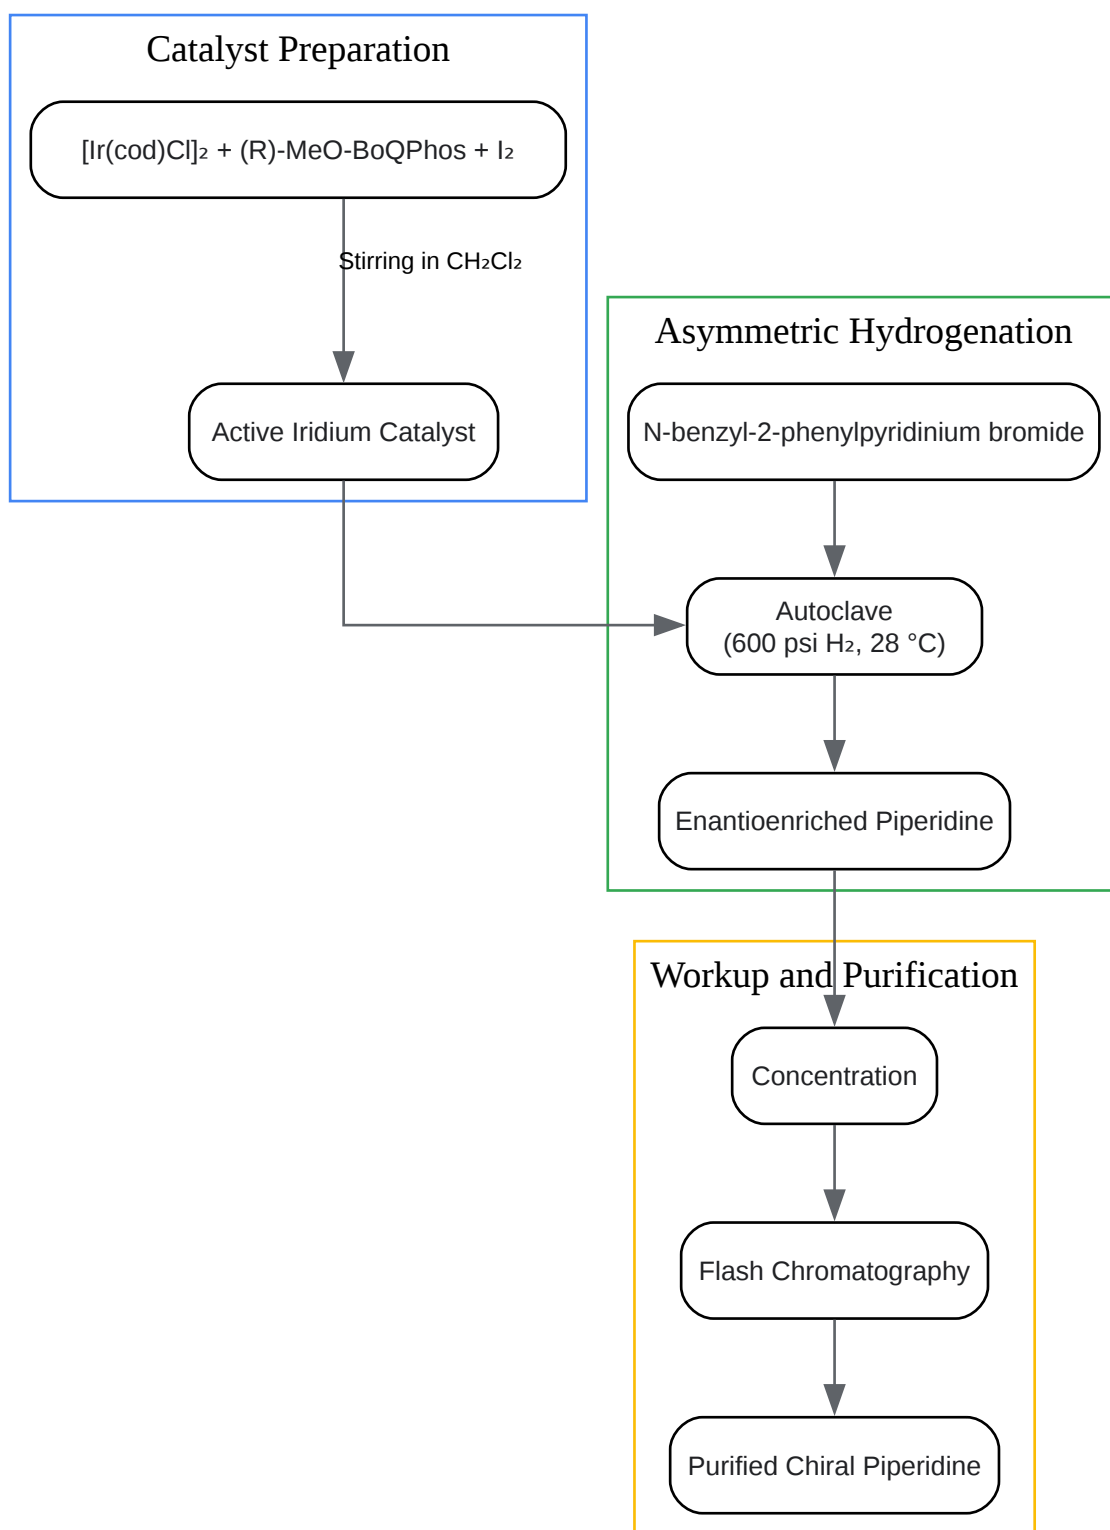 Catalyst Preparation
[Ir(cod)Cl]₂ + (R)-MeO-BoQPhos + I₂
Stirring in CH₂Cl₂
Active Iridium Catalyst
Asymmetric Hydrogenation
N-benzyl-2-phenylpyridinium bromide
Autoclave
(600 psi H₂, 28 °C)
Enantioenriched Piperidine
Workup and Purification
Concentration
Flash Chromatography
Purified Chiral Piperidine